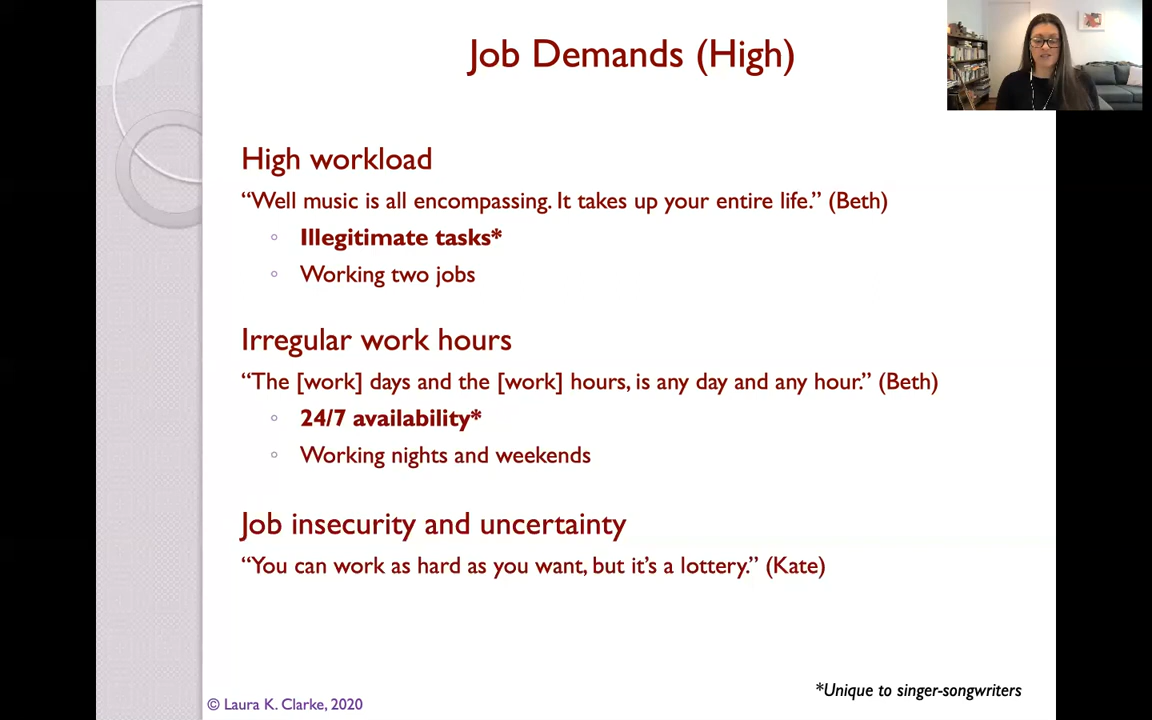 Job Demands (High)
High workload
“Well music is all encompassing. It takes up your entire life.” (Beth)
◦ Illegitimate tasks*
◦ Working two jobs
Irregular work hours
“The [work] days and the [work] hours, is any day and any hour.” (Beth)
◦ 24/7 availability*
◦ Working nights and weekends
Job insecurity and uncertainty
“You can work as hard as you want, but it’s a lottery.” (Kate)
*Unique to singer-songwriters
© Laura K. Clarke, 2020